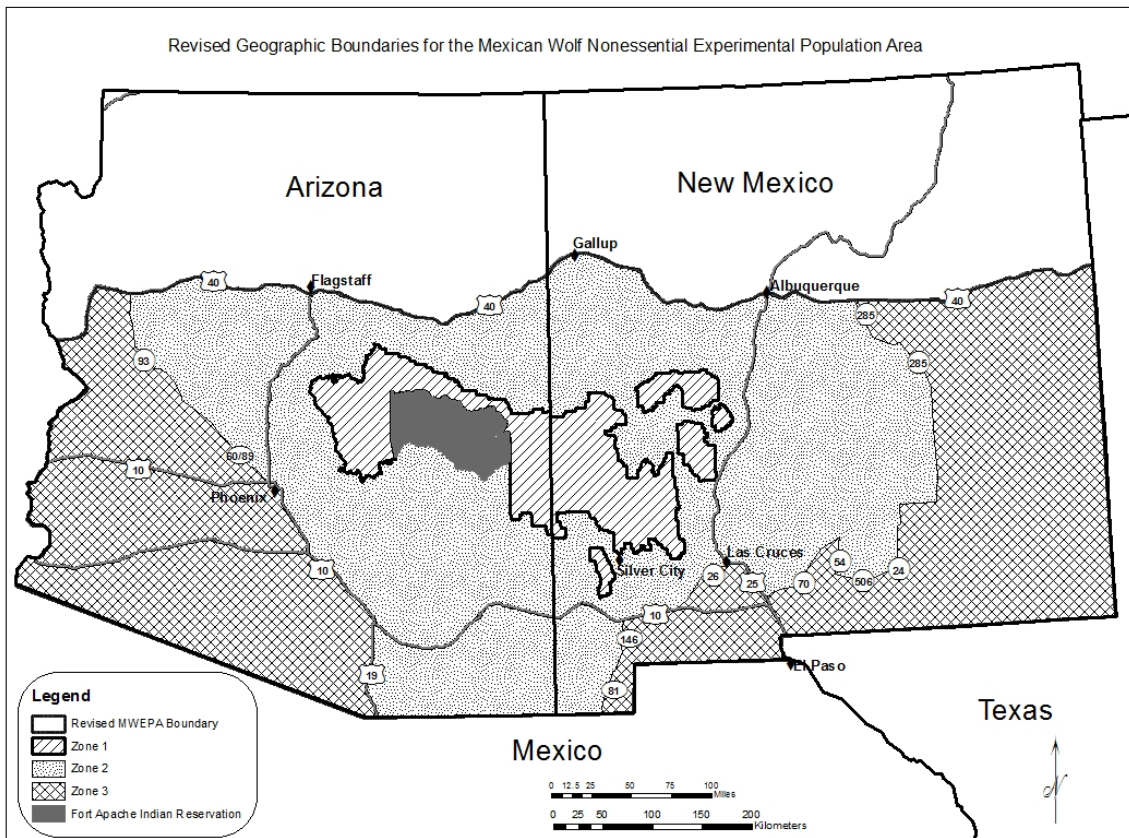 Revised Geographic Boundaries for the Mexican Wolf Nonessential Experimental Population Area
Arizona
New Mexico
Gallup
Flagstaff
Albuquerque
40
40
40
285
285
93
60/89
10
Phoenix
10
Las Cruces
Silver City
26
25
70
54
506
24
10
146
19
81
El Paso
Texas
Mexico
Legend
Revised MWEPA Boundary
Zone 1
Zone 2
Zone 3
Fort Apache Indian Reservation
0 12.5 25 50 75 100
Miles
0 25 50 100 150 200
Kilometers
N